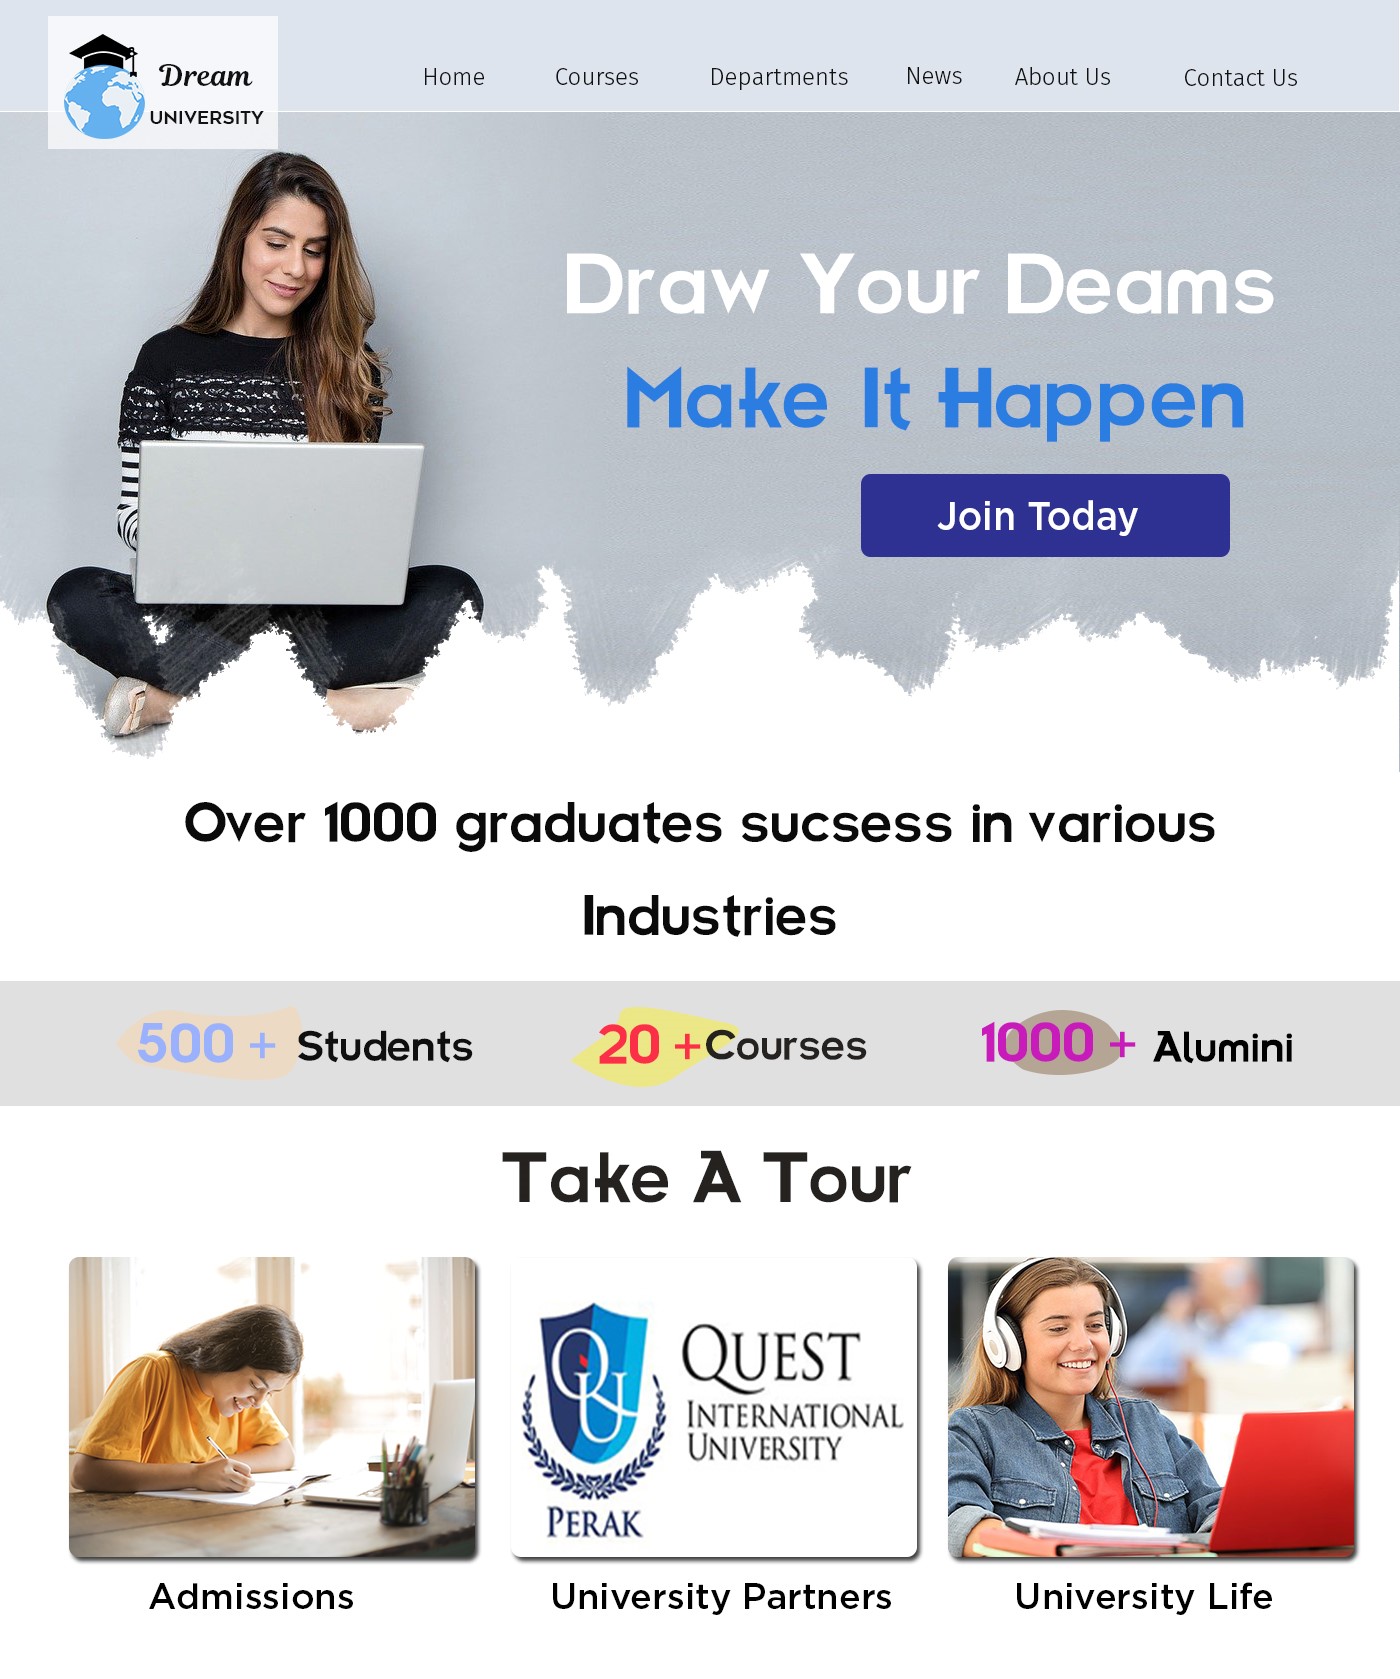 Dream
UNIVERSITY
Home Courses Departments News About Us Contact Us
Draw Your Deams
Make It Happen
Join Today
Over 1000 graduates sucsess in various
Industries
500 + Students 20 + Courses 1000 + Alumini
Take A Tour
QU
QUEST
INTERNATIONAL
UNIVERSITY
PERAK
Admissions University Partners University Life